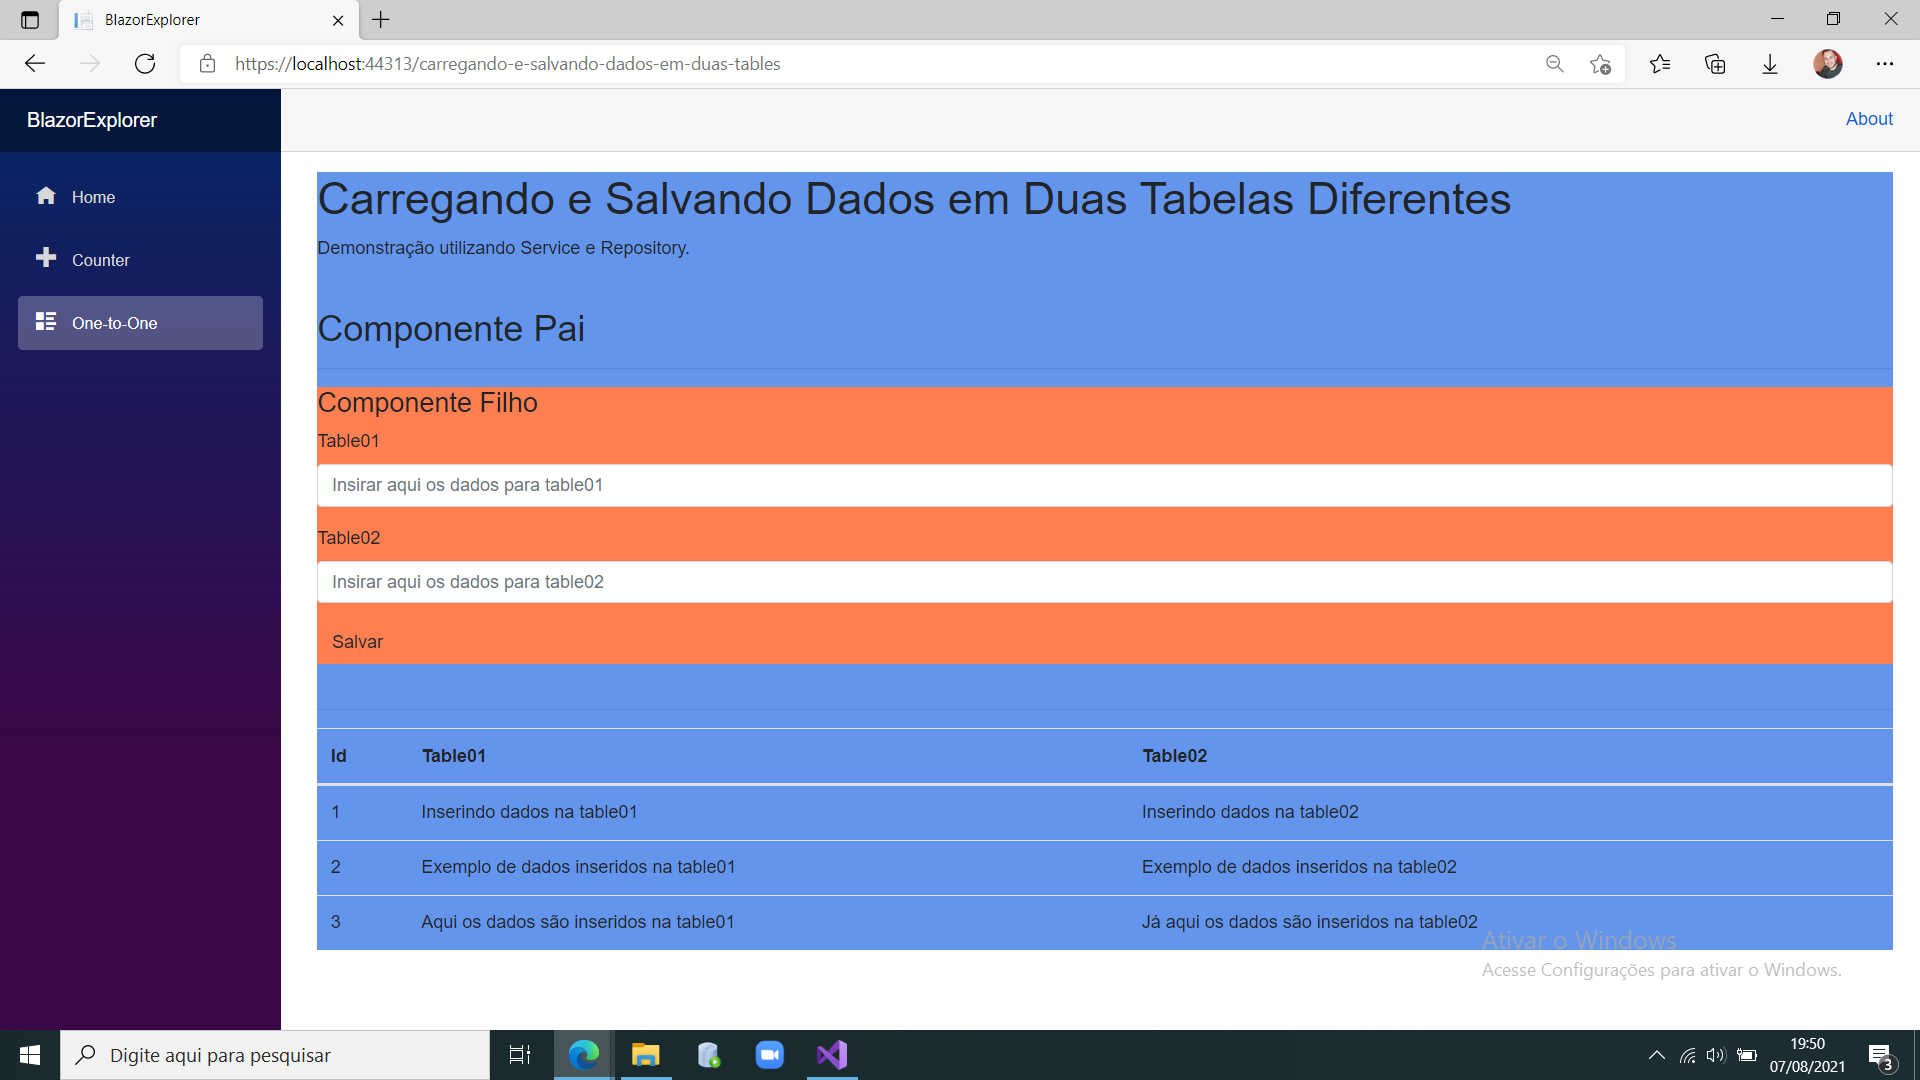 BlazorExplorer
https://localhost:44313/carregando-e-salvando-dados-em-duas-tables
BlazorExplorer
About
Home
Counter
One-to-One
Carregando e Salvando Dados em Duas Tabelas Diferentes
Demonstração utilizando Service e Repository.
Componente Pai
Componente Filho
Table01
Insirar aqui os dados para table01
Table02
Insirar aqui os dados para table02
Salvar
Id Table01 Table02
1 Inserindo dados na table01 Inserindo dados na table02
2 Exemplo de dados inseridos na table01 Exemplo de dados inseridos na table02
3 Aqui os dados são inseridos na table01 Já aqui os dados são inseridos na table02
Ativar o Windows
Acesse Configurações para ativar o Windows.
Digite aqui para pesquisar
19:50
07/08/2021
3